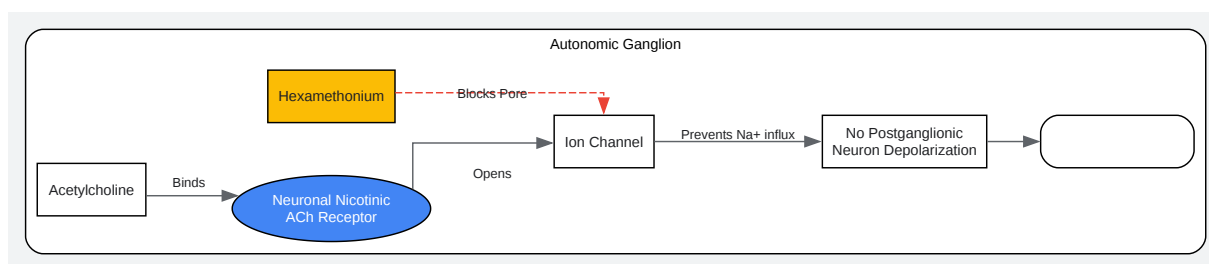 Autonomic Ganglion
Hexamethonium
Blocks Pore
Ion Channel
Prevents Na+ influx
No Postganglionic
Neuron Depolarization
Acetylcholine
Binds
Neuronal Nicotinic
ACh Receptor
Opens